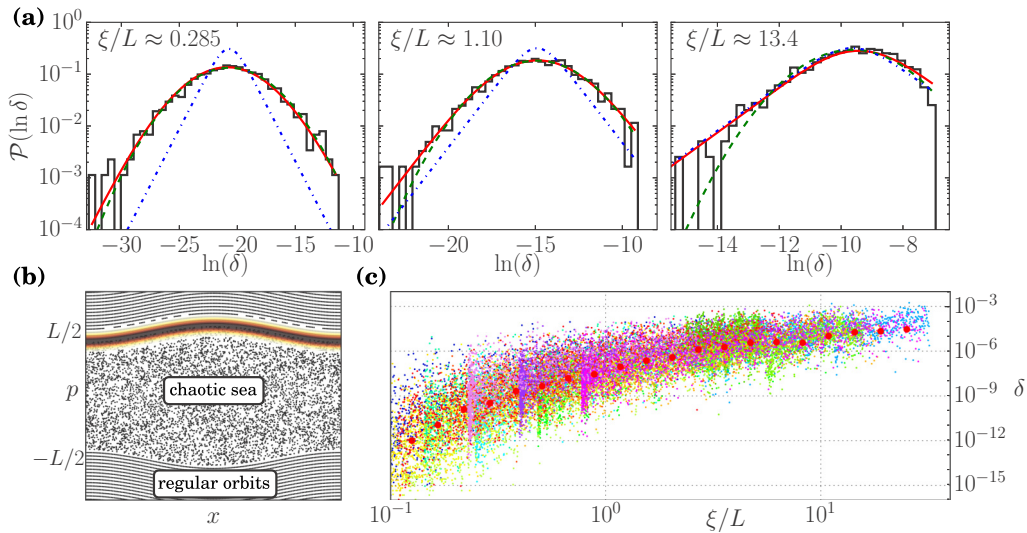 (a)
10^0
10^-1
10^-2
10^-3
10^-4
P(ln δ)
ξ/L ≈ 0.285
ξ/L ≈ 1.10
ξ/L ≈ 13.4
−30 −25 −20 −15 −10
−20 −15 −10
−14 −12 −10 −8
ln(δ)
ln(δ)
ln(δ)
(b)
L/2
p
−L/2
chaotic sea
regular orbits
x
(c)
10^-3
10^-6
δ
10^-9
10^-12
10^-15
10^-1 10^0 10^1
ξ/L